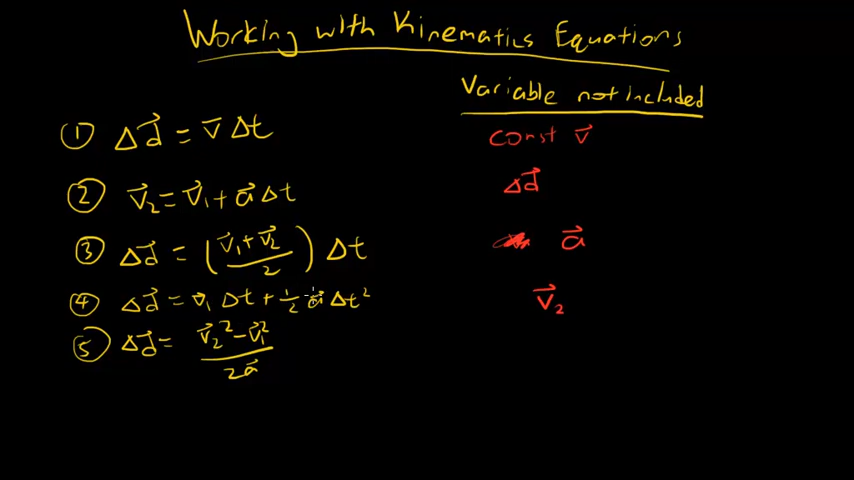 Working with Kinematics Equations
Variable not included
① Δd⃗ = v⃗ Δt const v⃗
② v⃗₂ = v⃗₁ + a⃗ Δt Δd⃗
③ Δd⃗ = (v⃗₁ + v⃗₂ / 2) Δt a⃗
④ Δd⃗ = v⃗₁ Δt + ½ a⃗ Δt² v⃗₂
⑤ Δd⃗ = v⃗₂² − v⃗₁² / 2a⃗